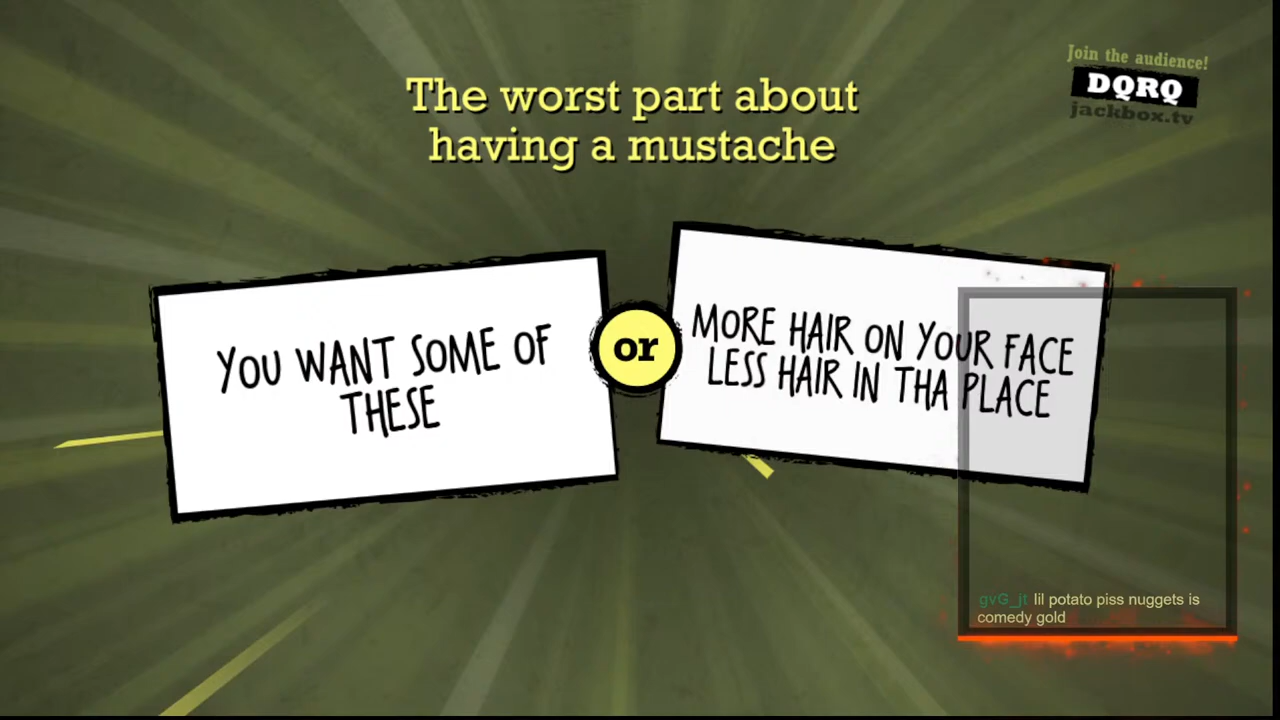 The worst part about
having a mustache
Join the audience!
DQRQ
jackbox.tv
YOU WANT SOME OF
THESE
or
MORE HAIR ON YOUR FACE
LESS HAIR IN THA PLACE
gvG_jt lil potato piss nuggets is
comedy gold